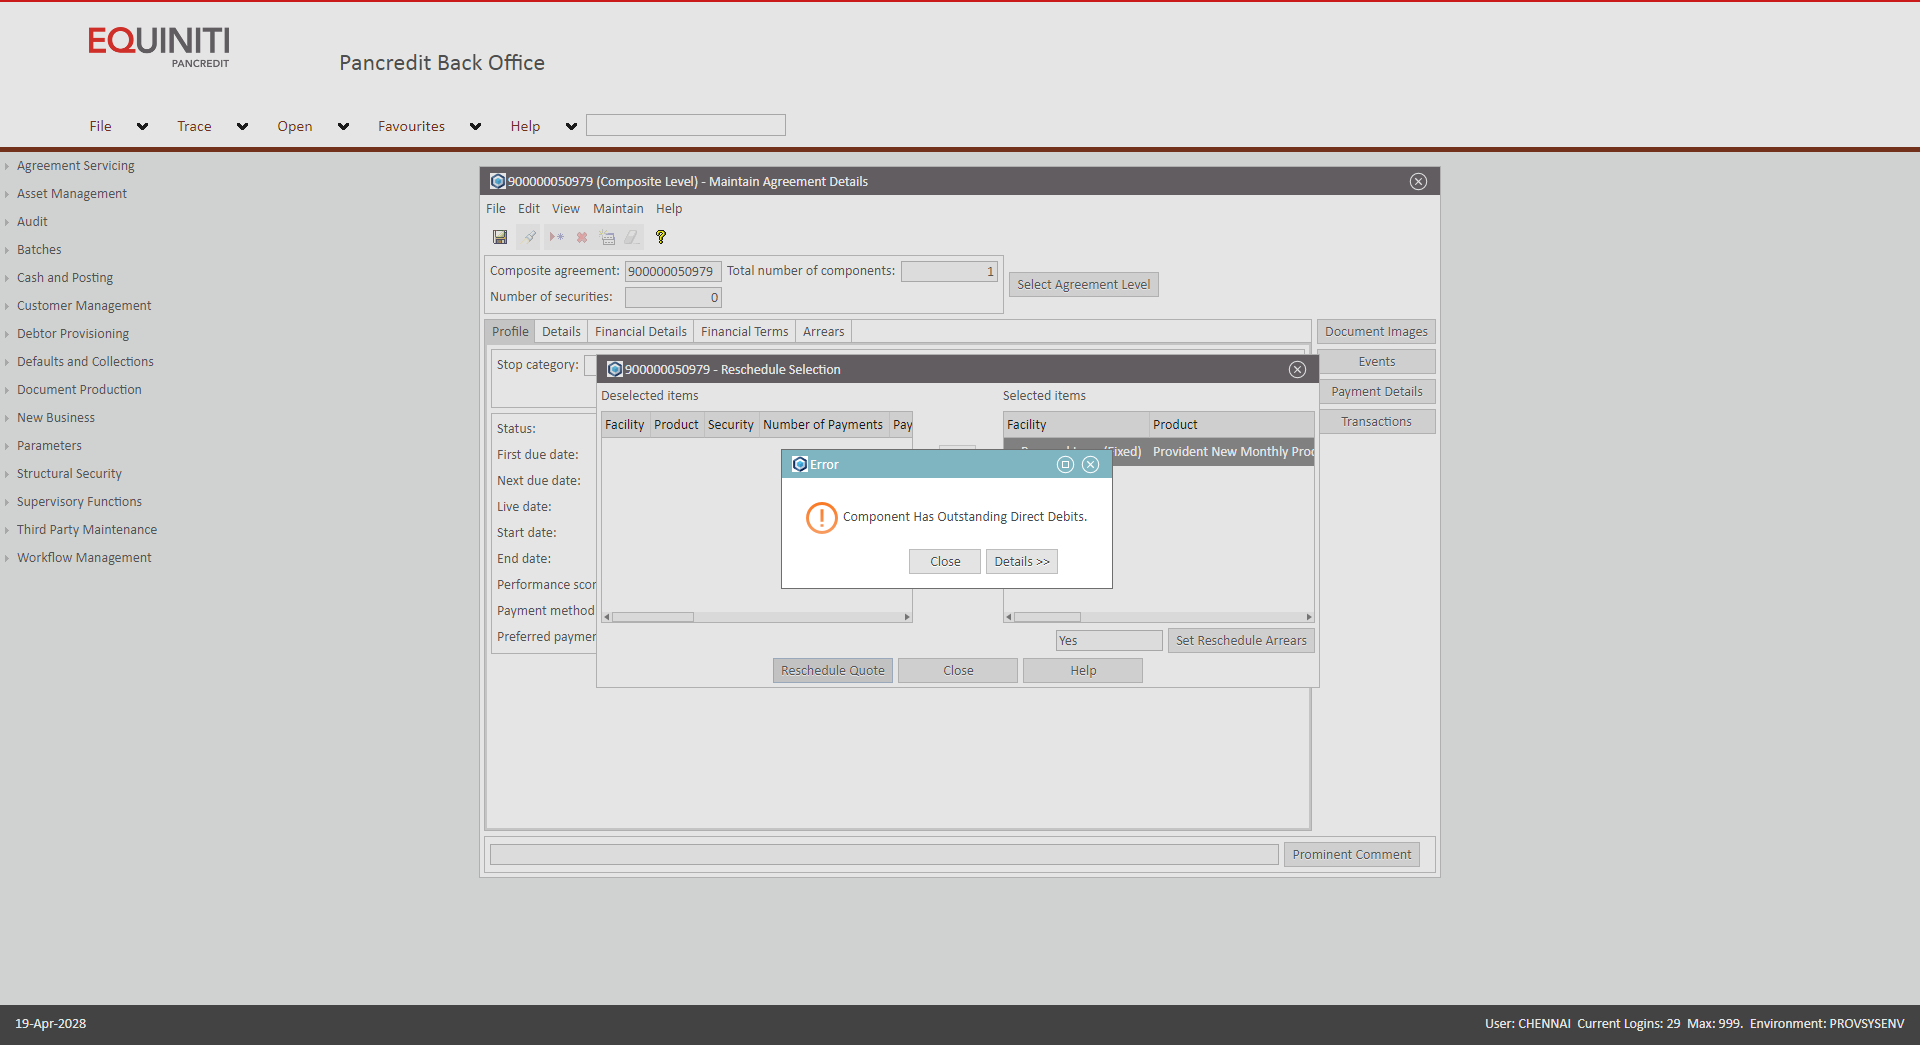 EQUINITI
PANCREDIT
Pancredit Back Office
File Trace Open Favourites Help
Agreement Servicing
Asset Management
Audit
Batches
Cash and Posting
Customer Management
Debtor Provisioning
Defaults and Collections
Document Production
New Business
Parameters
Structural Security
Supervisory Functions
Third Party Maintenance
Workflow Management
900000050979 (Composite Level) - Maintain Agreement Details
File Edit View Maintain Help
Composite agreement: 900000050979 Total number of components: 1
Number of securities: 0
Select Agreement Level
Profile Details Financial Details Financial Terms Arrears
Document Images
Events
Payment Details
Transactions
Stop category:
Status:
First due date:
Next due date:
Live date:
Start date:
End date:
Performance scor
Payment method
Preferred paymer
900000050979 - Reschedule Selection
Deselected items
Selected items
Facility Product Security Number of Payments Pay
Facility Product
Fixed) Provident New Monthly Proc
Error
Component Has Outstanding Direct Debits.
Close Details >>
Yes Set Reschedule Arrears
Reschedule Quote Close Help
Prominent Comment
19-Apr-2028
User: CHENNAI Current Logins: 29 Max: 999. Environment: PROVSYSENV